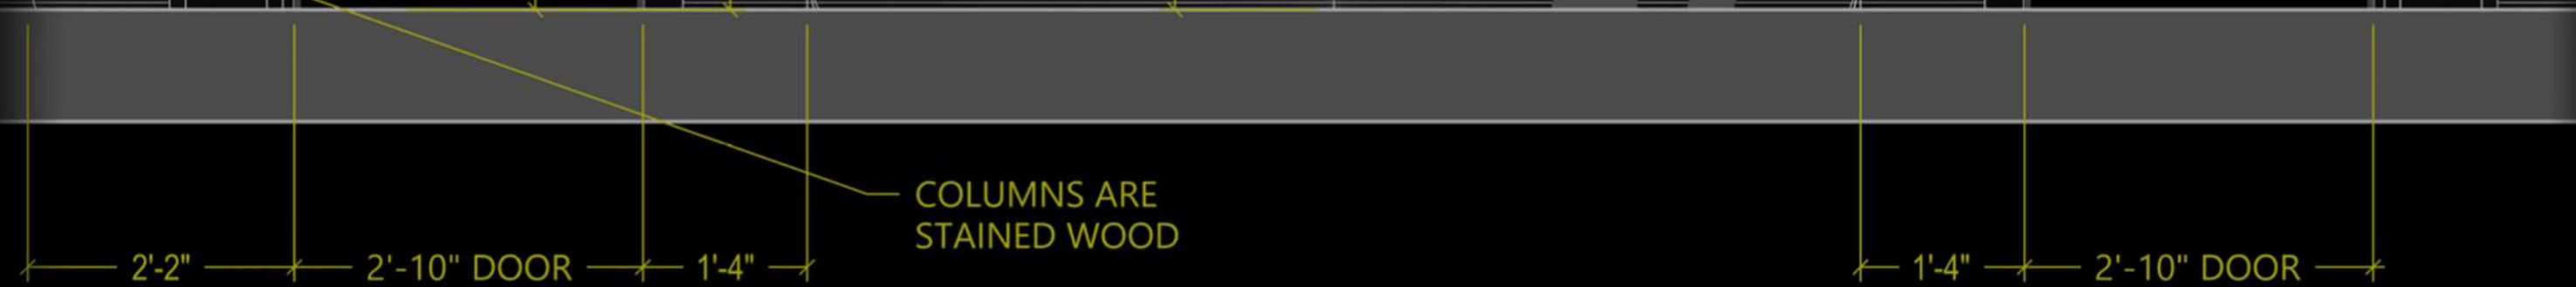 COLUMNS ARE
STAINED WOOD
2'-2" 2'-10" DOOR 1'-4" 1'-4" 2'-10" DOOR